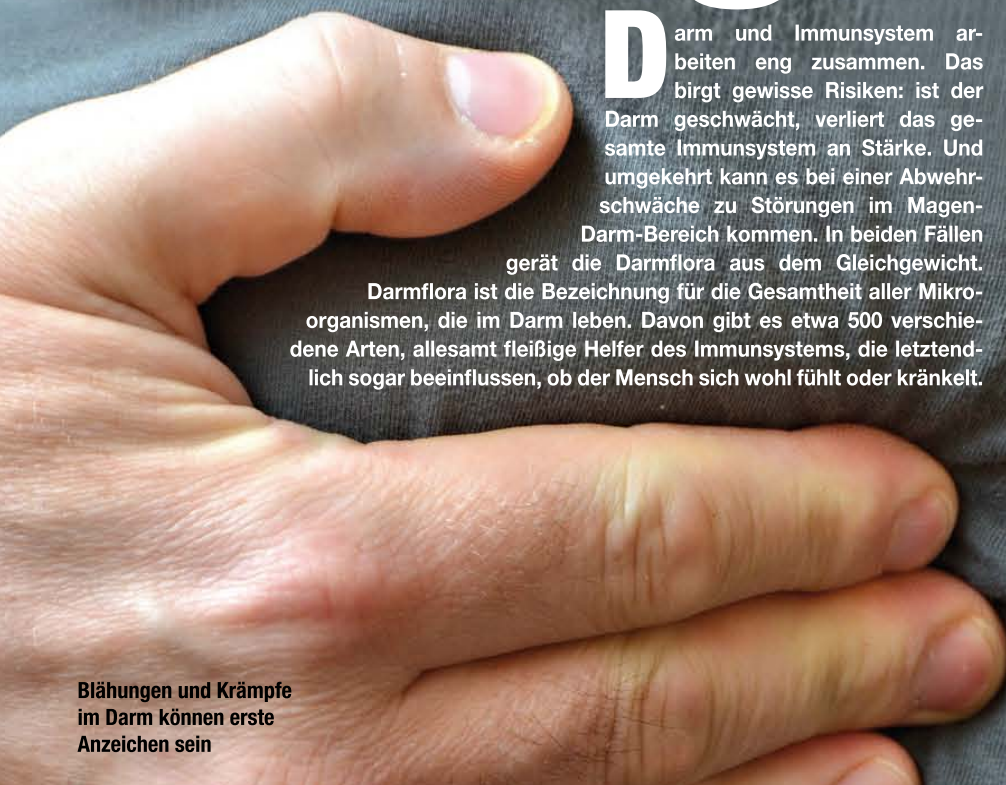 Darm und Immunsystem ar-
beiten eng zusammen. Das
birgt gewisse Risiken: ist der
Darm geschwächt, verliert das ge-
samte Immunsystem an Stärke. Und
umgekehrt kann es bei einer Abwehr-
schwäche zu Störungen im Magen-
Darm-Bereich kommen. In beiden Fällen
gerät die Darmflora aus dem Gleichgewicht.
Darmflora ist die Bezeichnung für die Gesamtheit aller Mikro-
organismen, die im Darm leben. Davon gibt es etwa 500 verschie-
dene Arten, allesamt fleißige Helfer des Immunsystems, die letztend-
lich sogar beeinflussen, ob der Mensch sich wohl fühlt oder kränkelt.
Blähungen und Krämpfe
im Darm können erste
Anzeichen sein